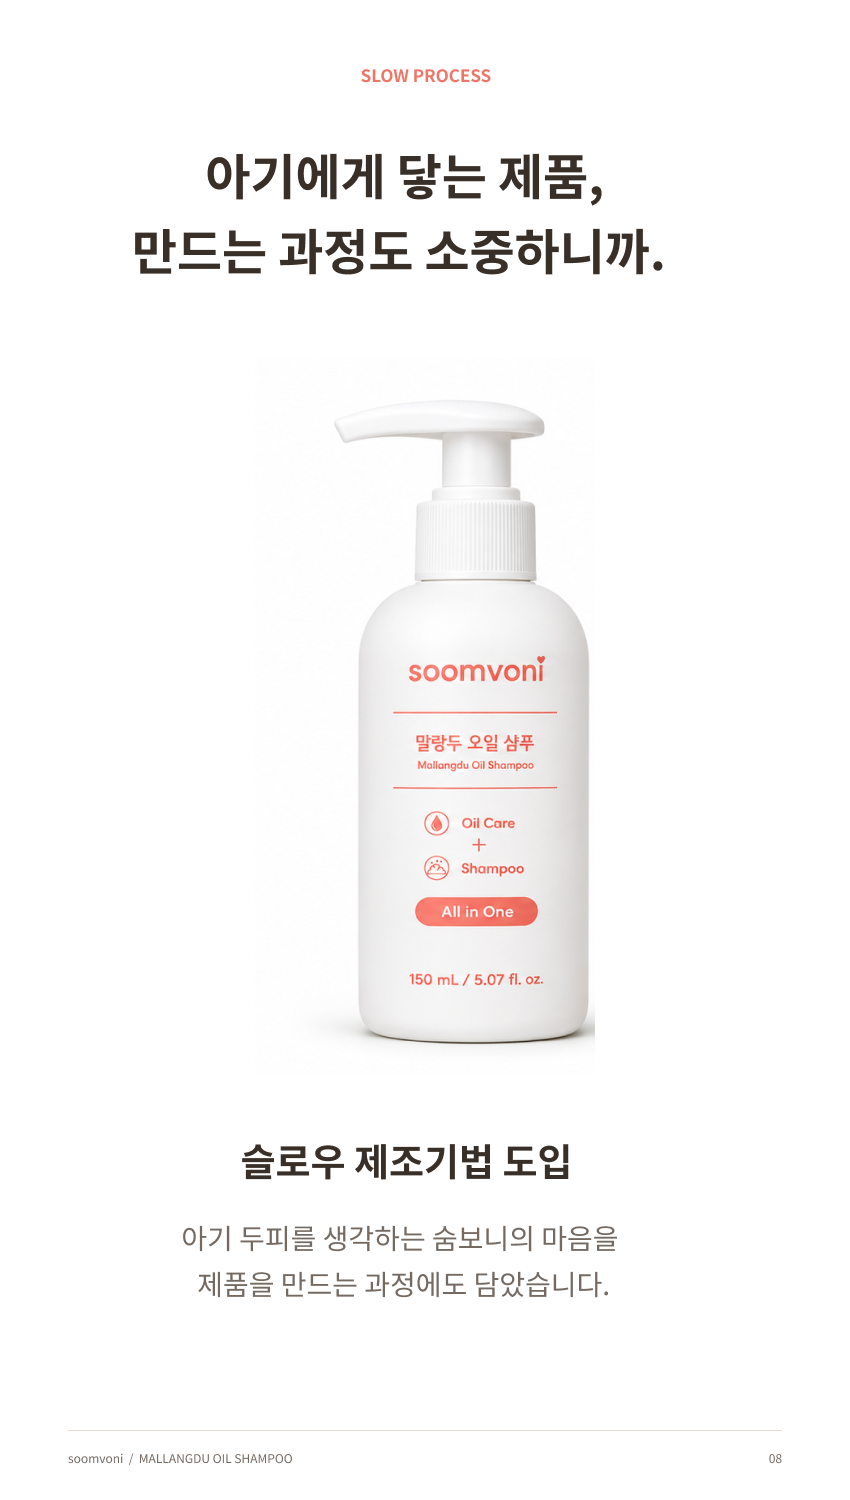 SLOW PROCESS
아기에게 닿는 제품,
만드는 과정도 소중하니까.
soomvoni
말랑두 오일 샴푸
Mallangdu Oil Shampoo
Oil Care
+
Shampoo
All in One
150 mL / 5.07 fl. oz.
슬로우 제조기법 도입
아기 두피를 생각하는 숨보니의 마음을
제품을 만드는 과정에도 담았습니다.
soomvoni / MALLANGDU OIL SHAMPOO
08